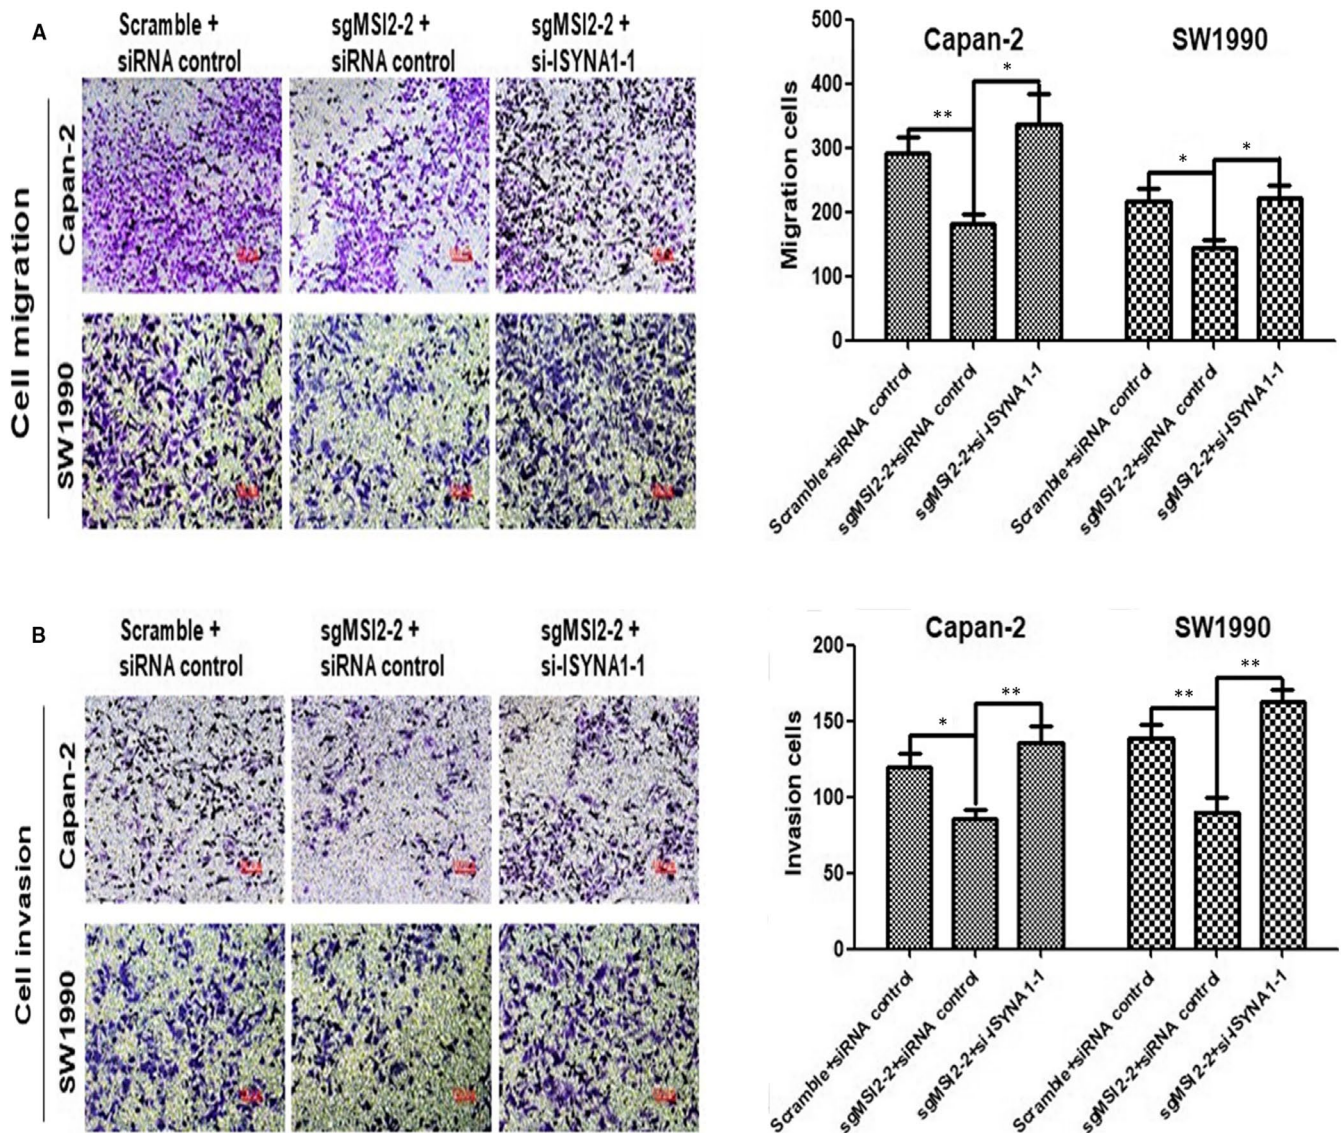 A
Scramble +
siRNA control
sgMSI2-2 +
siRNA control
sgMSI2-2 +
si-ISYNA1-1
Cell migration
Capan-2
SW1990
500
400
300
200
100
0
Migration cells
Capan-2
SW1990
**
*
*
*
Scramble+siRNA control
sgMSI2-2+siRNA control
sgMSI2-2+si-ISYNA1-1
Scramble+siRNA control
sgMSI2-2+siRNA control
sgMSI2-2+si-ISYNA1-1
B
Scramble +
siRNA control
sgMSI2-2 +
siRNA control
sgMSI2-2 +
si-ISYNA1-1
Cell invasion
Capan-2
SW1990
200
150
100
50
0
Invasion cells
Capan-2
SW1990
*
**
**
**
Scramble+siRNA control
sgMSI2-2+siRNA control
sgMSI2-2+si-ISYNA1-1
Scramble+siRNA control
sgMSI2-2+siRNA control
sgMSI2-2+si-ISYNA1-1